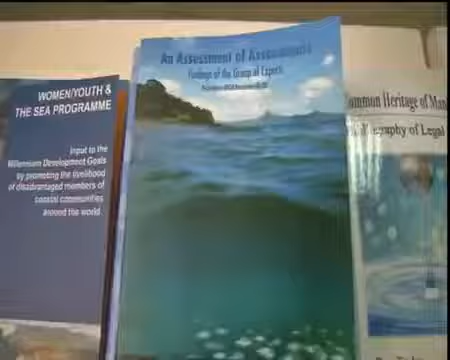 WOMEN/YOUTH &
THE SEA PROGRAMME
Input to the
Millennium Development Goals
by promoting the livelihood
of disadvantaged members of
coastal communities
around the world.
An Assessment of Assessments
Findings of the Group of Experts
ommon Heritage of Man
graphy of Legal